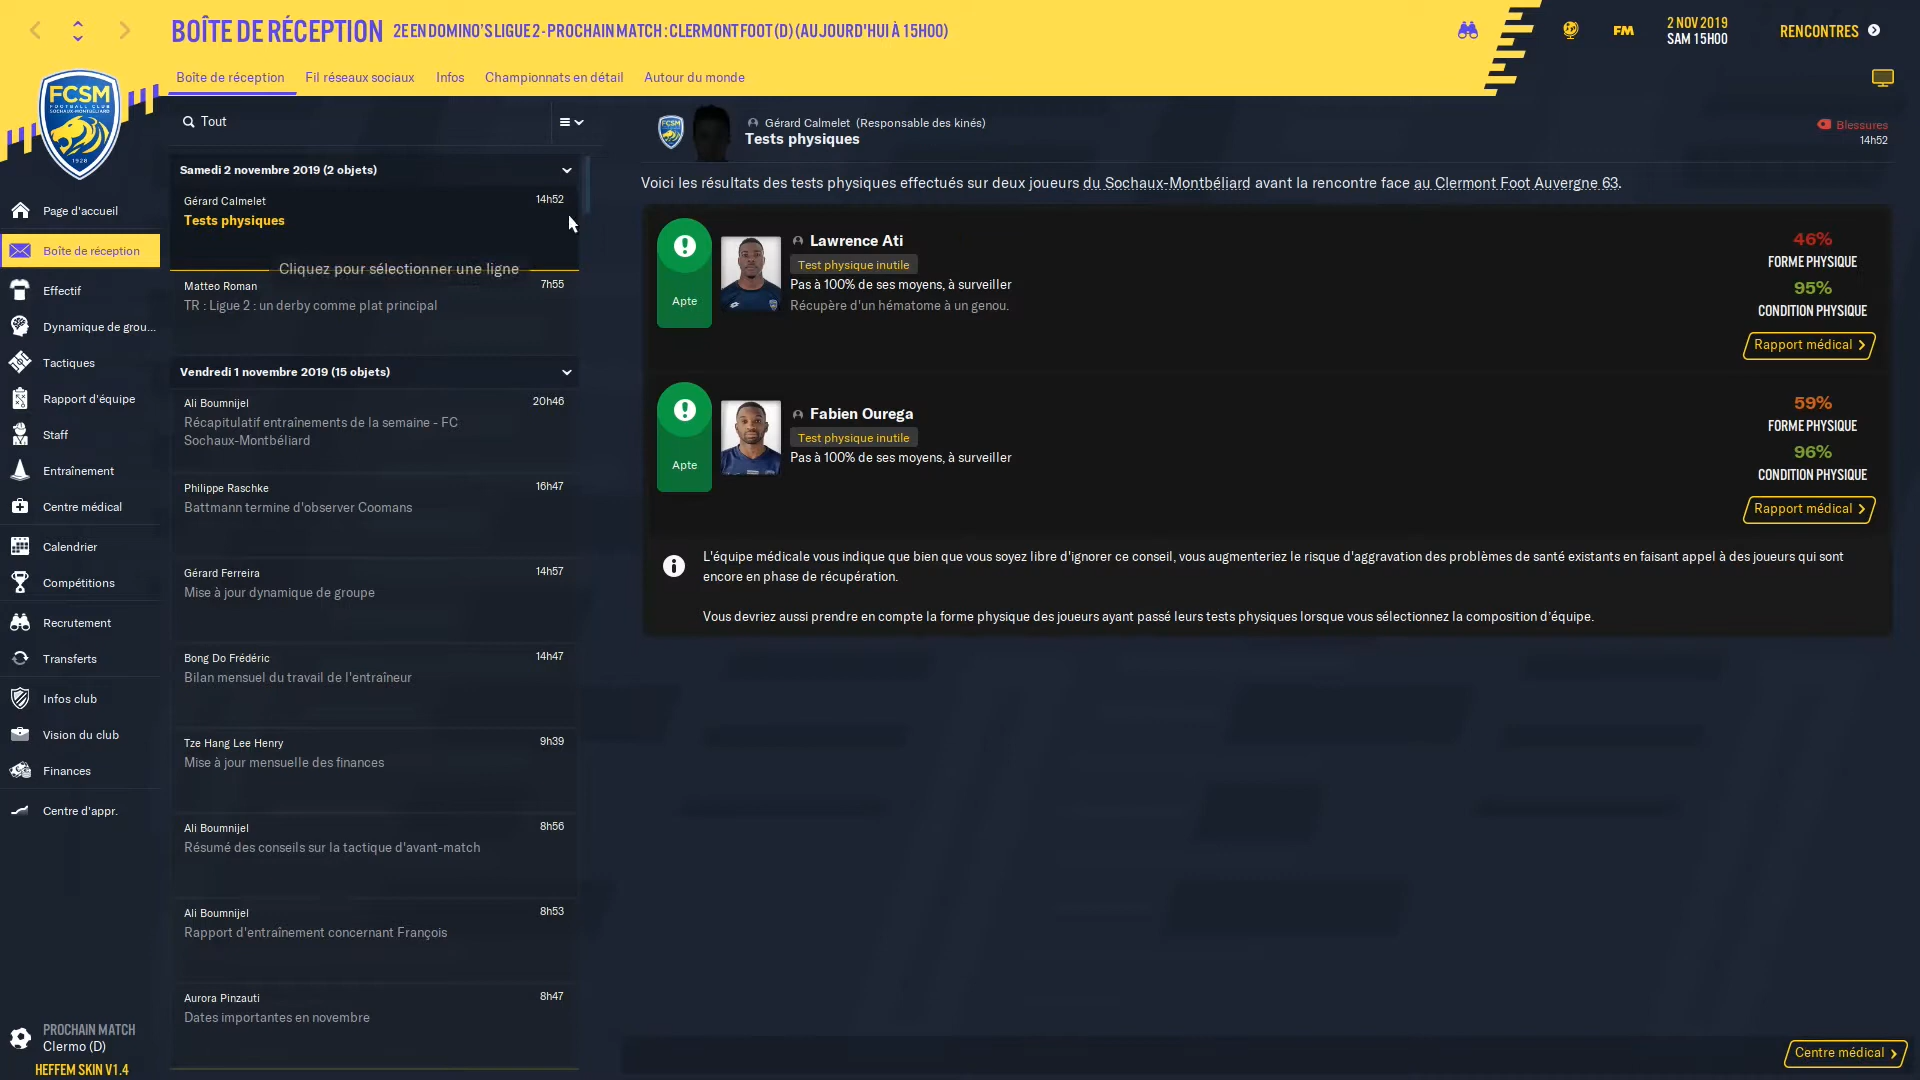 BOÎTE DE RÉCEPTION
2E EN DOMINO'S LIGUE 2 - PROCHAIN MATCH : CLERMONT FOOT (D) (AUJOURD'HUI À 15H00)
FM
2 NOV 2019
SAM 15H00
RENCONTRES
Boîte de réception
Fil réseaux sociaux
Infos
Championnats en détail
Autour du monde
FCSM
FOOTBALL CLUB
SOCHAUX-MONTBÉLIARD
1928
Page d'accueil
Boîte de réception
Effectif
Dynamique de grou...
Tactiques
Rapport d'équipe
Staff
Entraînement
Centre médical
Calendrier
Compétitions
Recrutement
Transferts
Infos club
Vision du club
Finances
Centre d'appr.
PROCHAIN MATCH
Clermo (D)
HEFFEM SKIN V1.4
Tout
Samedi 2 novembre 2019 (2 objets)
Gérard Calmelet 14h52
Tests physiques
Cliquez pour sélectionner une ligne
Matteo Roman 7h55
TR : Ligue 2 : un derby comme plat principal
Vendredi 1 novembre 2019 (15 objets)
Ali Boumnijel 20h46
Récapitulatif entraînements de la semaine - FC
Sochaux-Montbéliard
Philippe Raschke 16h47
Battmann termine d'observer Coomans
Gérard Ferreira 14h57
Mise à jour dynamique de groupe
Bong Do Frédéric 14h47
Bilan mensuel du travail de l'entraîneur
Tze Hang Lee Henry 9h39
Mise à jour mensuelle des finances
Ali Boumnijel 8h56
Résumé des conseils sur la tactique d'avant-match
Ali Boumnijel 8h53
Rapport d'entraînement concernant François
Aurora Pinzauti 8h47
Dates importantes en novembre
Gérard Calmelet (Responsable des kinés)
Tests physiques
Blessures
14h52
Voici les résultats des tests physiques effectués sur deux joueurs du Sochaux-Montbéliard avant la rencontre face au Clermont Foot Auvergne 63.
Apte
Lawrence Ati
Test physique inutile
Pas à 100% de ses moyens, à surveiller
Récupère d'un hématome à un genou.
46%
FORME PHYSIQUE
95%
CONDITION PHYSIQUE
Rapport médical
Apte
Fabien Ourega
Test physique inutile
Pas à 100% de ses moyens, à surveiller
59%
FORME PHYSIQUE
96%
CONDITION PHYSIQUE
Rapport médical
L'équipe médicale vous indique que bien que vous soyez libre d'ignorer ce conseil, vous augmenteriez le risque d'aggravation des problèmes de santé existants en faisant appel à des joueurs qui sont
encore en phase de récupération.
Vous devriez aussi prendre en compte la forme physique des joueurs ayant passé leurs tests physiques lorsque vous sélectionnez la composition d'équipe.
Centre médical